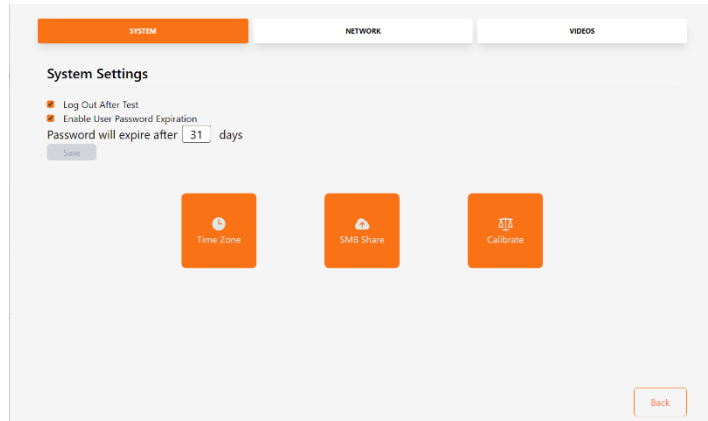 SYSTEM NETWORK VIDEOS
System Settings
Log Out After Test
Enable User Password Expiration
Password will expire after 31 days
Save
Time Zone SMB Share Calibrate
Back